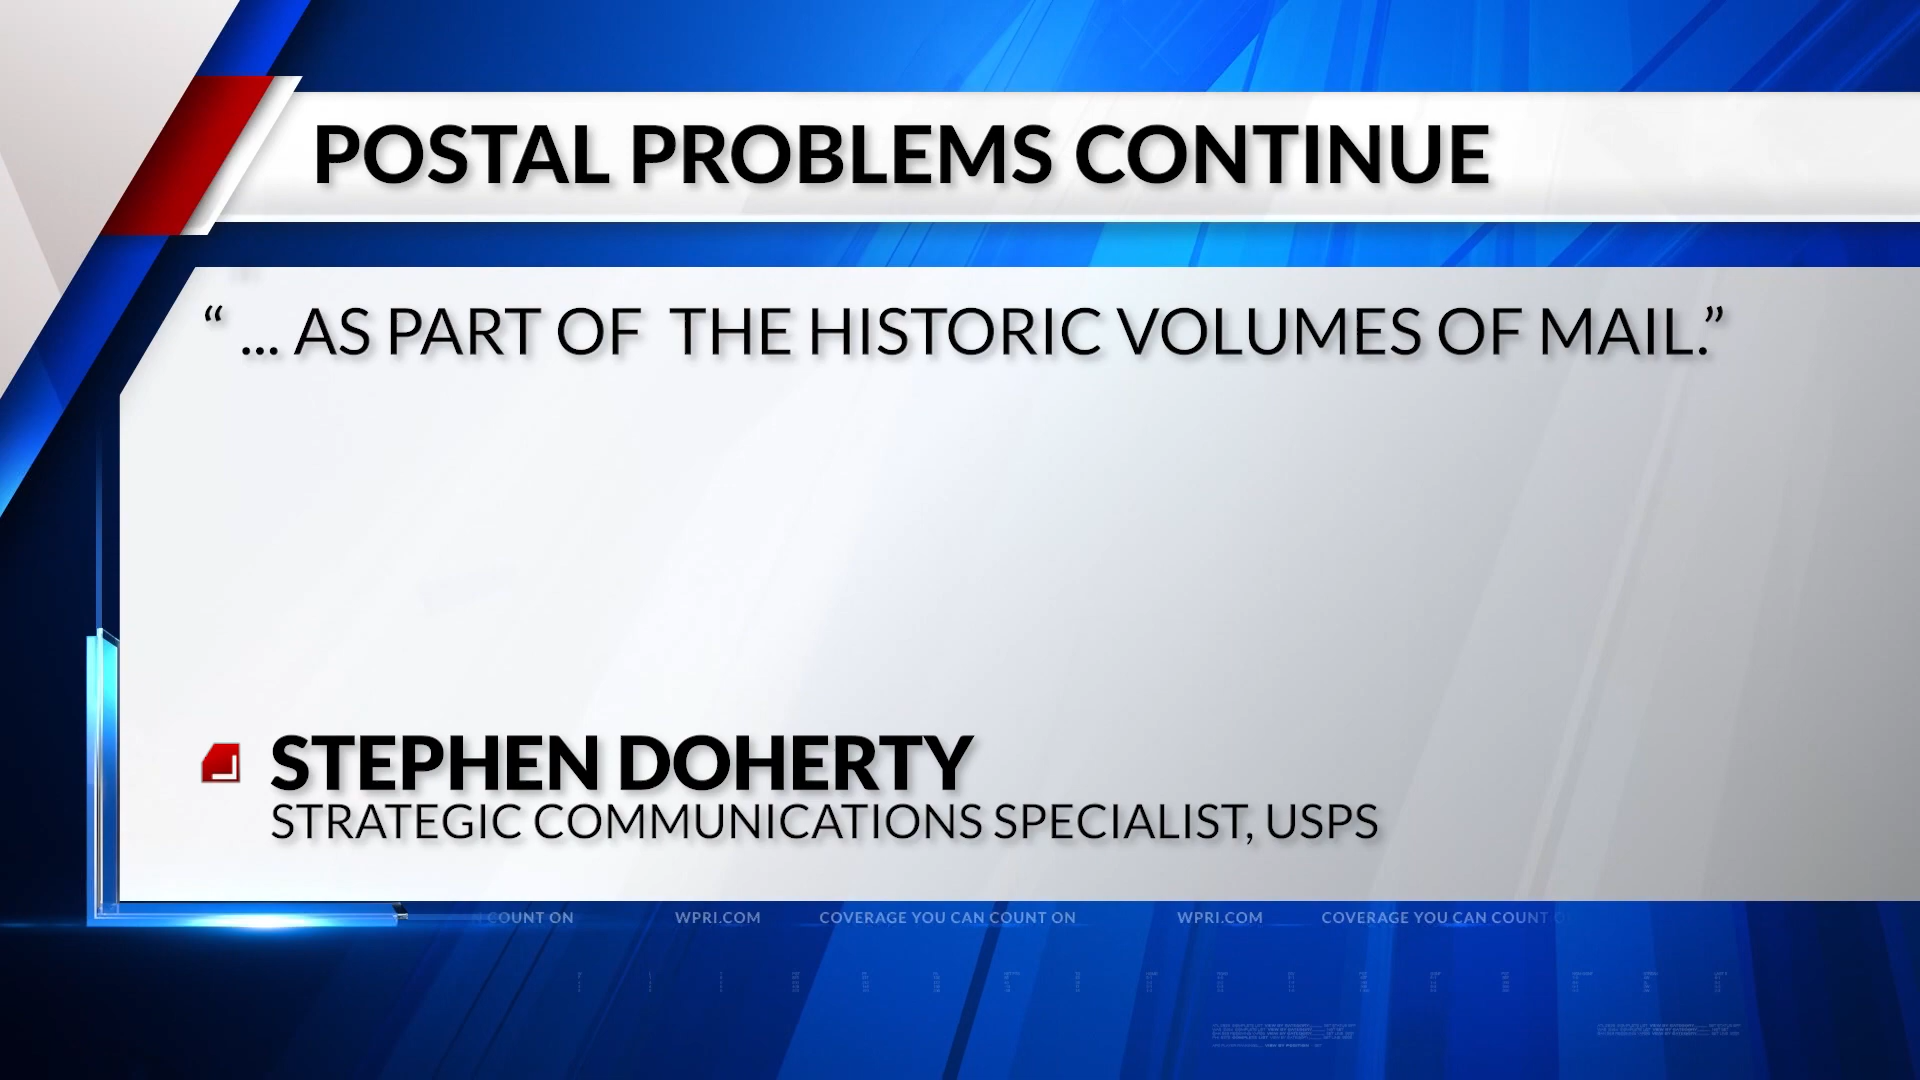 POSTAL PROBLEMS CONTINUE
“ ... AS PART OF  THE HISTORIC VOLUMES OF MAIL.”
STEPHEN DOHERTY
STRATEGIC COMMUNICATIONS SPECIALIST, USPS
COUNT ON WPRI.COM COVERAGE YOU CAN COUNT ON WPRI.COM COVERAGE YOU CAN COUNT